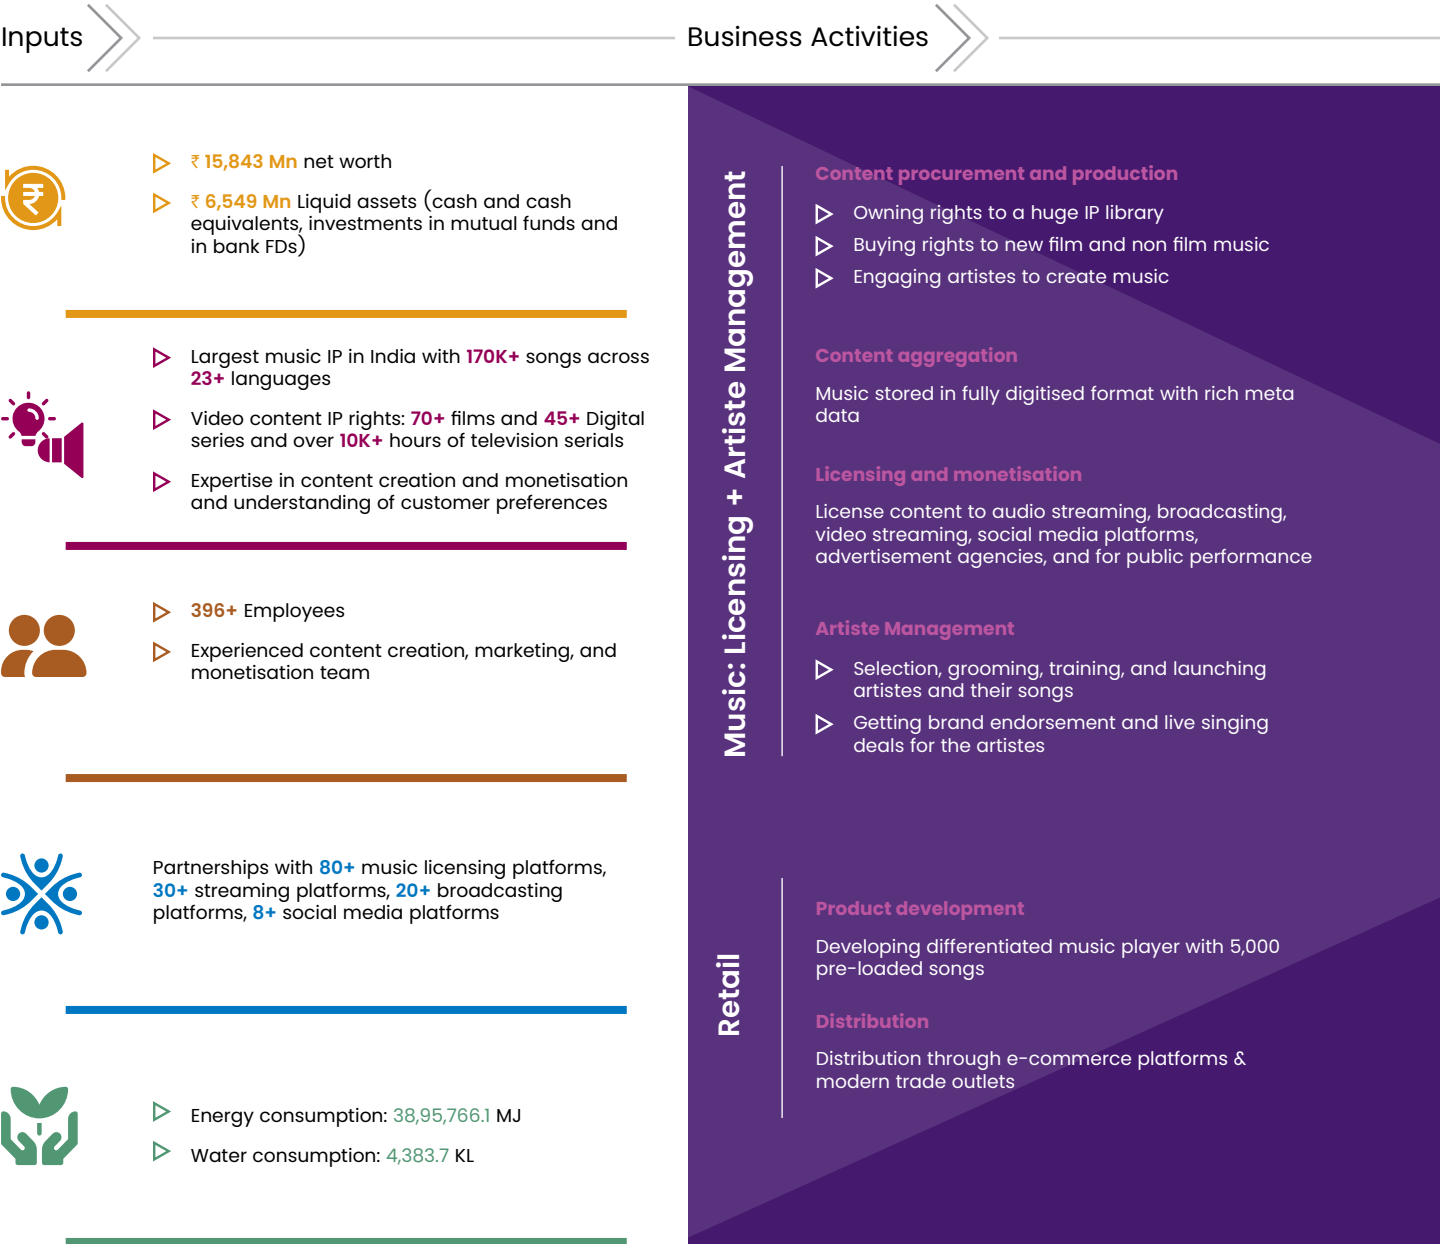 Inputs
Business Activities
₹ 15,843 Mn net worth
₹ 6,549 Mn Liquid assets (cash and cash
equivalents, investments in mutual funds and
in bank FDs)
Largest music IP in India with 170K+ songs across
23+ languages
Video content IP rights: 70+ films and 45+ Digital
series and over 10K+ hours of television serials
Expertise in content creation and monetisation
and understanding of customer preferences
396+ Employees
Experienced content creation, marketing, and
monetisation team
Partnerships with 80+ music licensing platforms,
30+ streaming platforms, 20+ broadcasting
platforms, 8+ social media platforms
Energy consumption: 38,95,766.1 MJ
Water consumption: 4,383.7 KL
Music: Licensing + Artiste Management
Content procurement and production
Owning rights to a huge IP library
Buying rights to new film and non film music
Engaging artistes to create music
Content aggregation
Music stored in fully digitised format with rich meta
data
Licensing and monetisation
License content to audio streaming, broadcasting,
video streaming, social media platforms,
advertisement agencies, and for public performance
Artiste Management
Selection, grooming, training, and launching
artistes and their songs
Getting brand endorsement and live singing
deals for the artistes
Retail
Product development
Developing differentiated music player with 5,000
pre-loaded songs
Distribution
Distribution through e-commerce platforms &
modern trade outlets